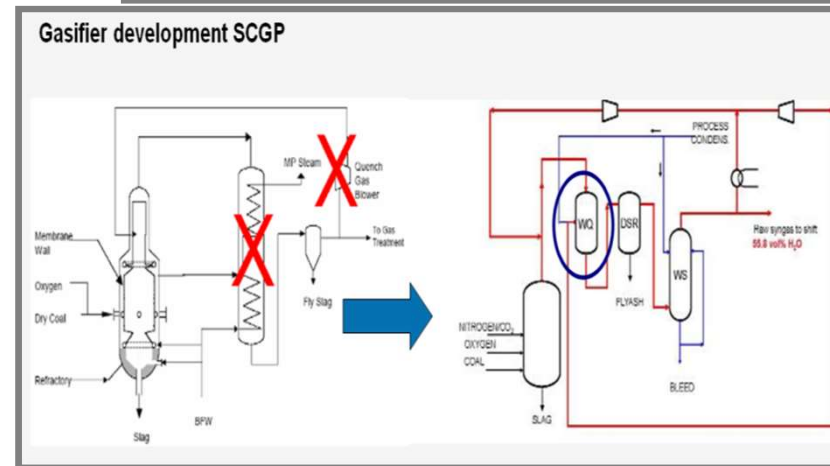 Gasifier development SCGP
MP Steam
Quench
Gas
Blower
Membrane
Wall
Oxygen
Dry Coal
To Gas
Treatment
Fly Slag
Refractory
BFW
Slag
PROCESS
CONDENS.
WQ
DSR
WS
Raw syngas to shift
55.8 vol% H₂O
FLYASH
NITROGEN/CO₂
OXYGEN
COAL
BLEED
SLAG